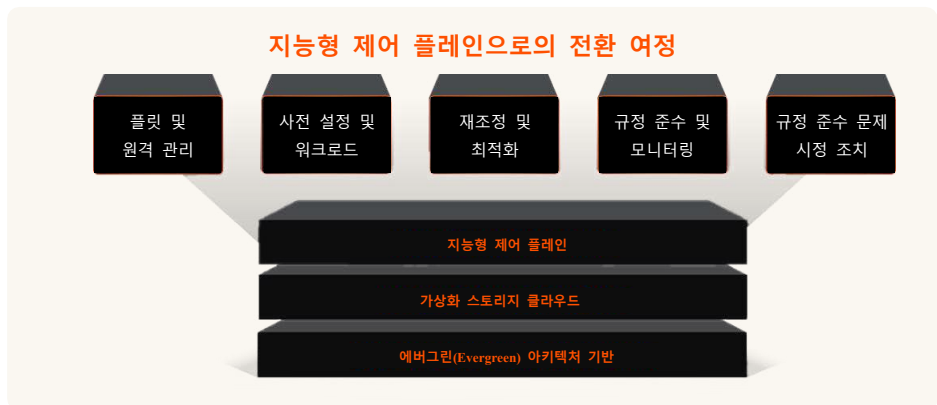 지능형 제어 플레인으로의 전환 여정
플릿 및
원격 관리
사전 설정 및
워크로드
재조정 및
최적화
규정 준수 및
모니터링
규정 준수 문제
시정 조치
지능형 제어 플레인
가상화 스토리지 클라우드
에버그린(Evergreen) 아키텍처 기반